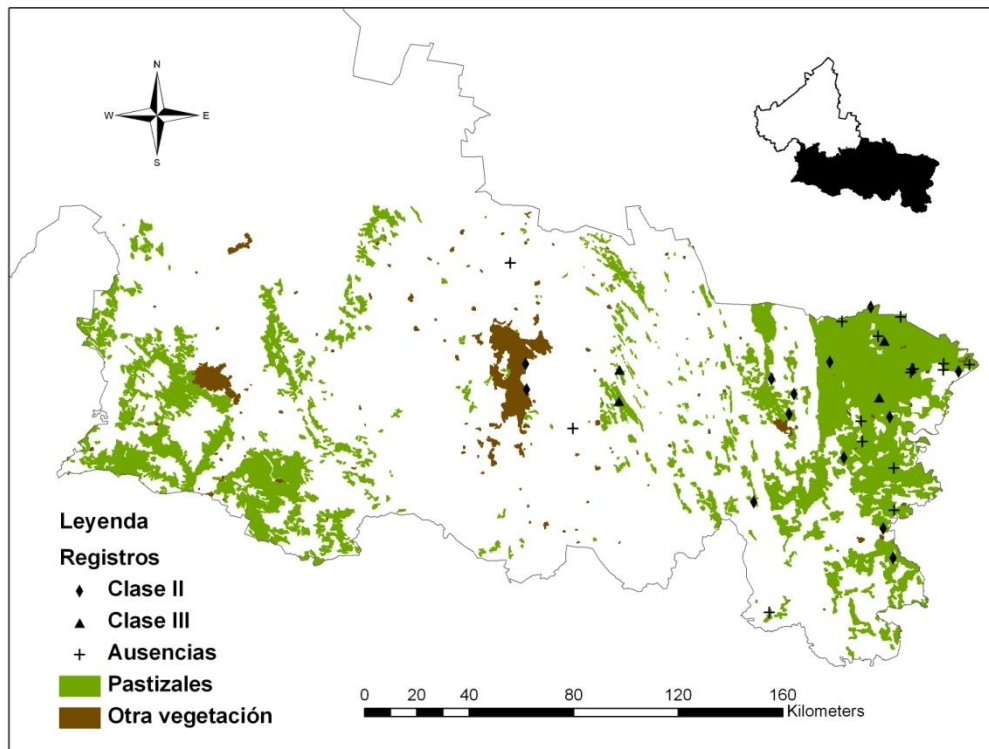 N
W E
S
Leyenda
Registros
Clase II
Clase III
Ausencias
Pastizales
Otra vegetación
0 20 40 80 120 160
Kilometers